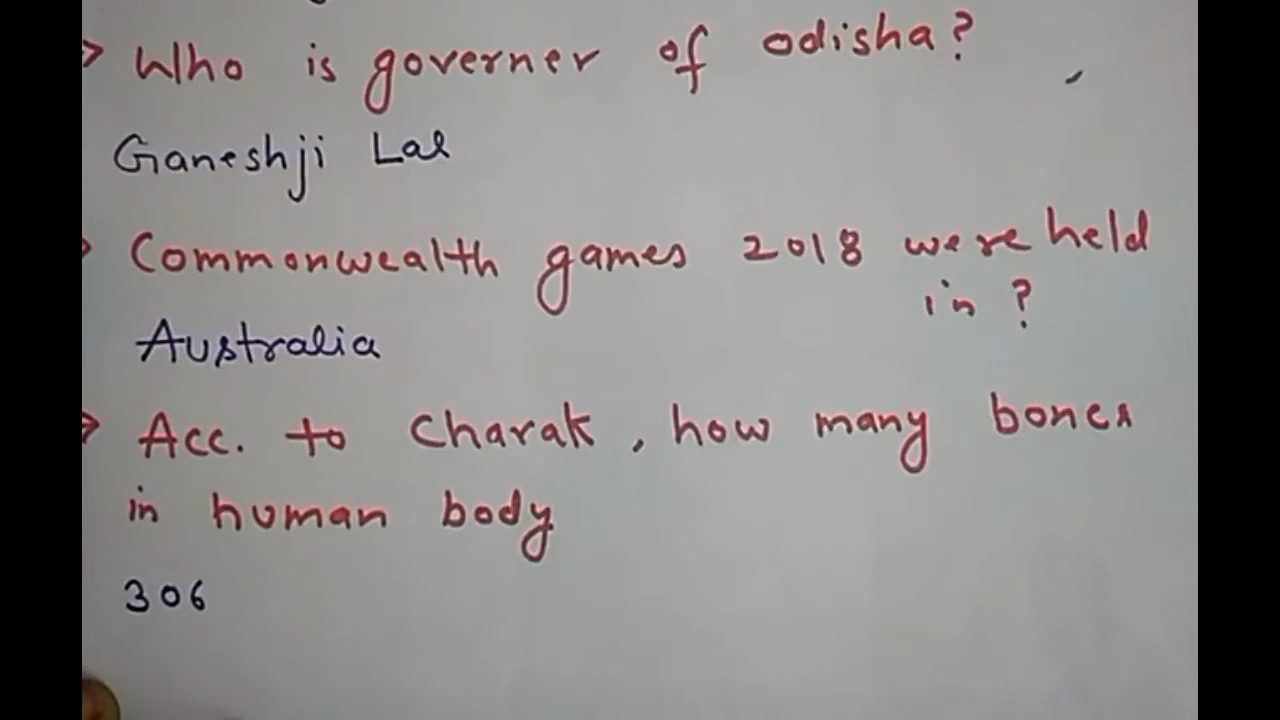 > Who is governer of odisha?
Ganeshji Lal
> Commonwealth games 2018 were held
in ?
Australia
> Acc. to Charak, how many bones
in human body
306